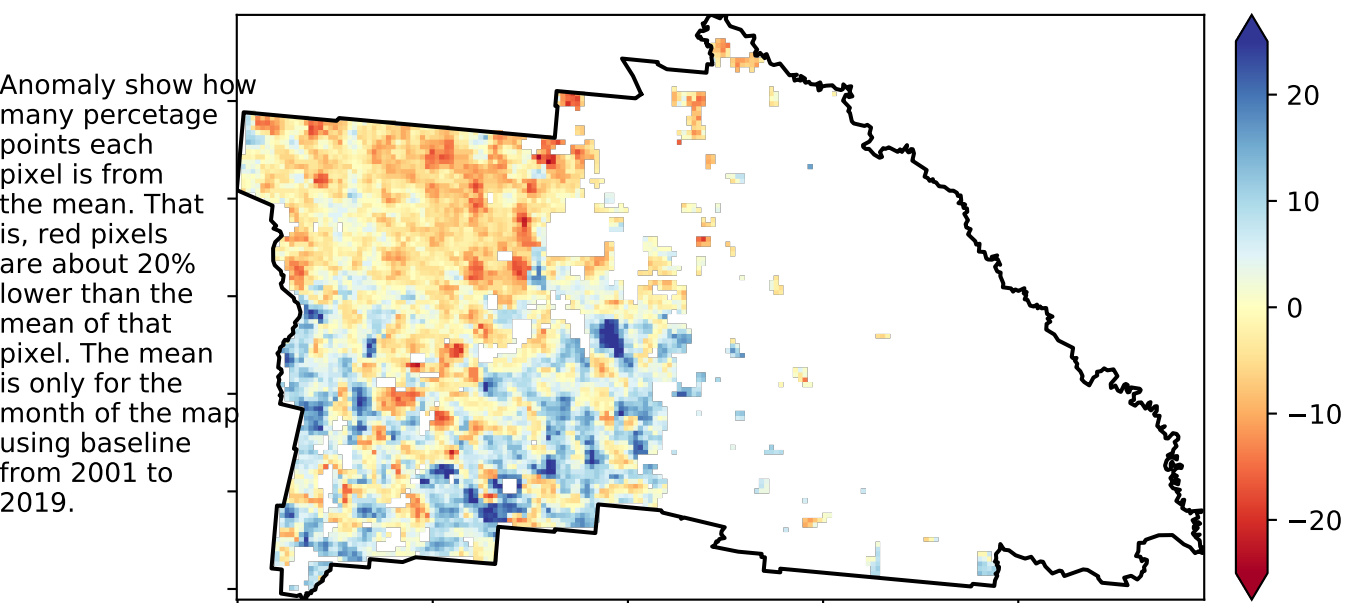 Anomaly show how
many percetage
points each
pixel is from
the mean. That
is, red pixels
are about 20%
lower than the
mean of that
pixel. The mean
is only for the
month of the map
using baseline
from 2001 to
2019.
20
10
0
−10
−20